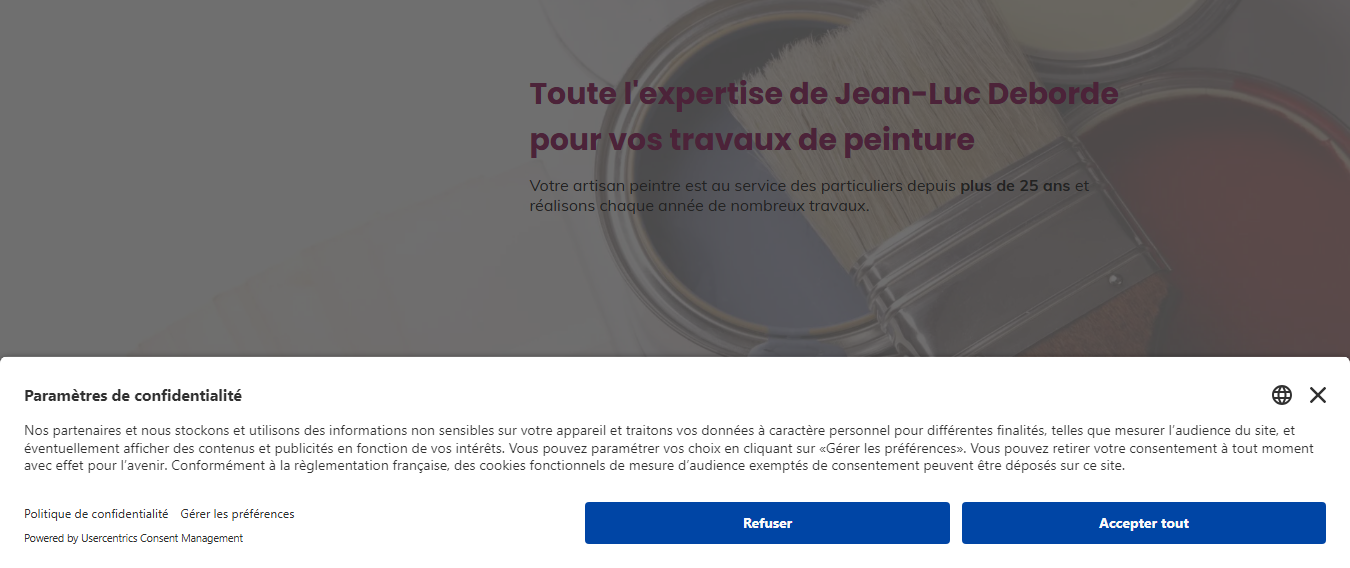 Toute l'expertise de Jean-Luc Deborde
pour vos travaux de peinture
Votre artisan peintre est au service des particuliers depuis plus de 25 ans et
réalisons chaque année de nombreux travaux.
Paramètres de confidentialité
Nos partenaires et nous stockons et utilisons des informations non sensibles sur votre appareil et traitons vos données à caractère personnel pour différentes finalités, telles que mesurer l’audience du site, et
éventuellement afficher des contenus et publicités en fonction de vos intérêts. Vous pouvez paramétrer vos choix en cliquant sur «Gérer les préférences». Vous pouvez retirer votre consentement à tout moment
avec effet pour l’avenir. Conformément à la règlementation française, des cookies fonctionnels de mesure d’audience exemptés de consentement peuvent être déposés sur ce site.
Politique de confidentialité Gérer les préférences
Powered by Usercentrics Consent Management
Refuser
Accepter tout